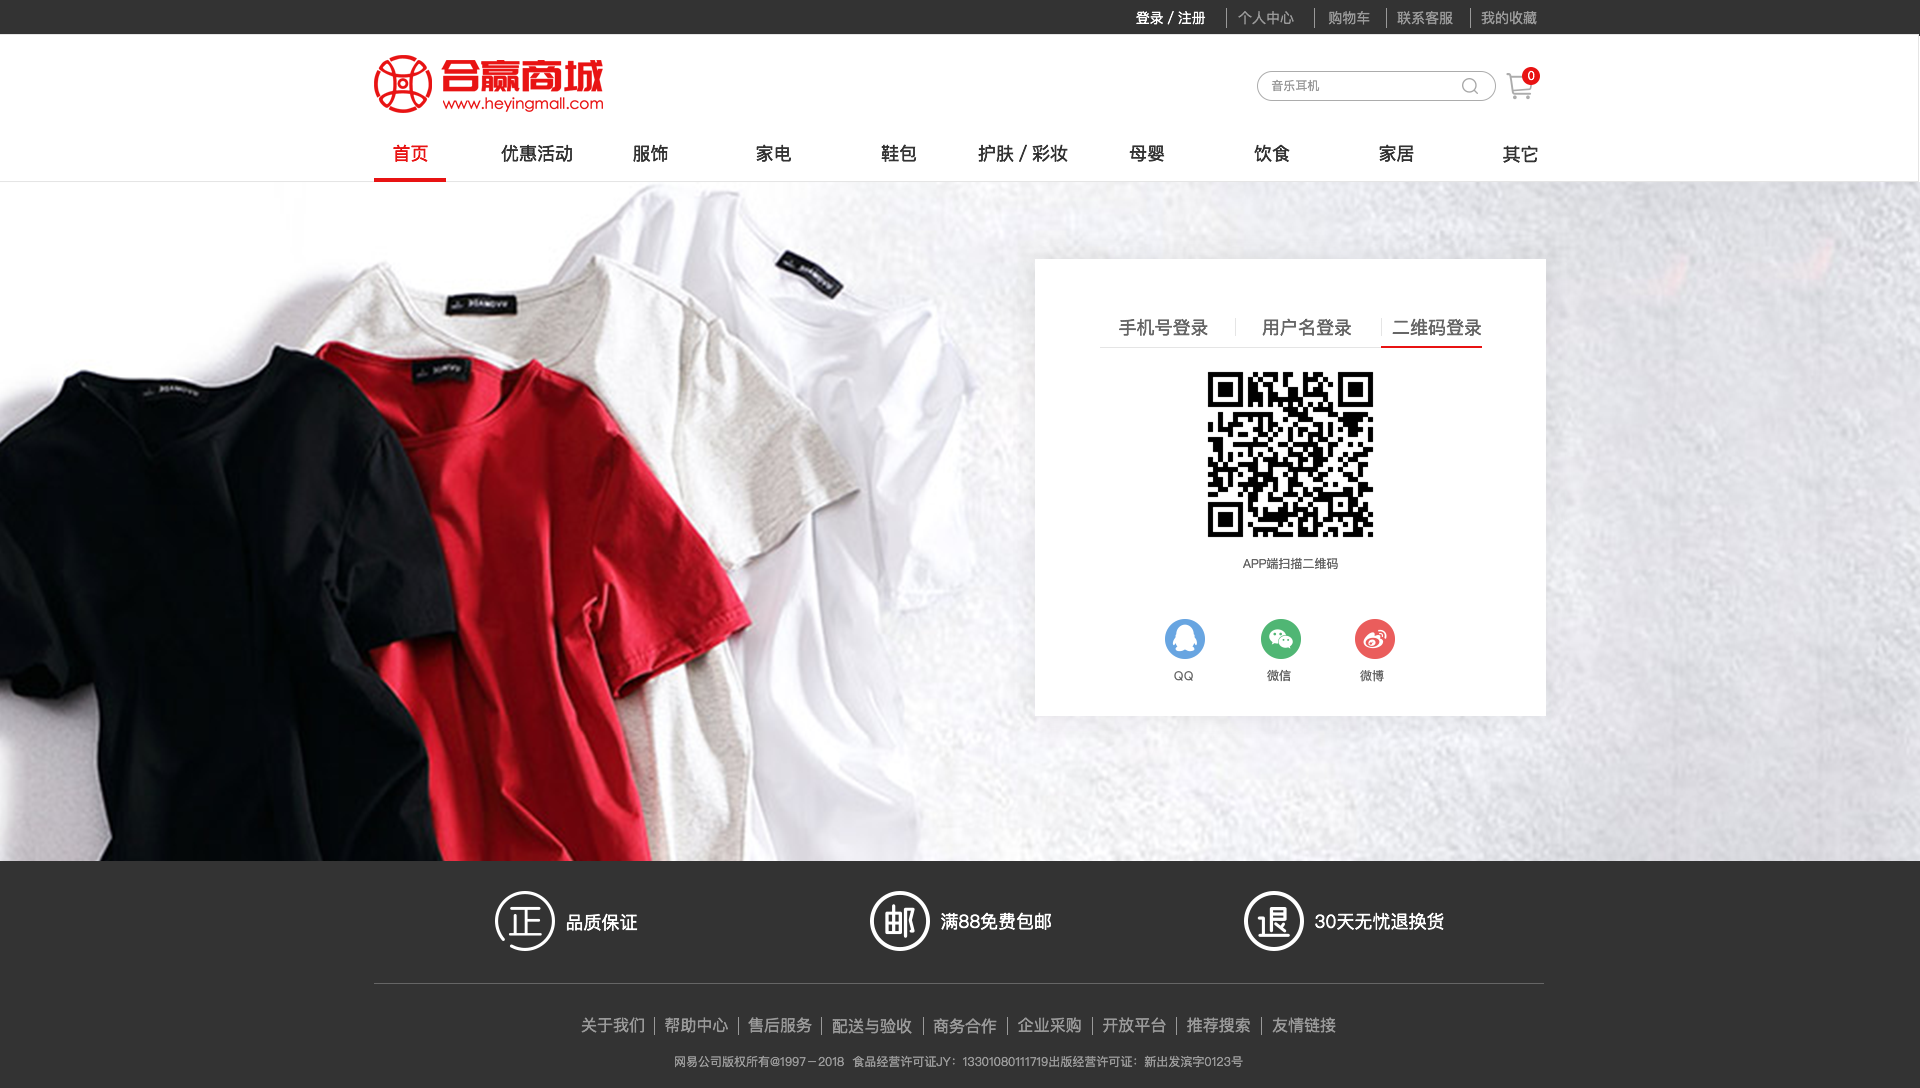 登录 / 注册 个人中心 购物车 联系客服 我的收藏
合赢商城
www.heyingmall.com
音乐耳机
0
首页 优惠活动 服饰 家电 鞋包 护肤 / 彩妆 母婴 饮食 家居 其它
手机号登录 用户名登录 二维码登录
APP端扫描二维码
QQ 微信 微博
正 品质保证 邮 满88免费包邮 退 30天无忧退换货
关于我们 帮助中心 售后服务 配送与验收 商务合作 企业采购 开放平台 推荐搜索 友情链接
网易公司版权所有@1997－2018 食品经营许可证JY：13301080111719出版经营许可证：新出发滨字0123号